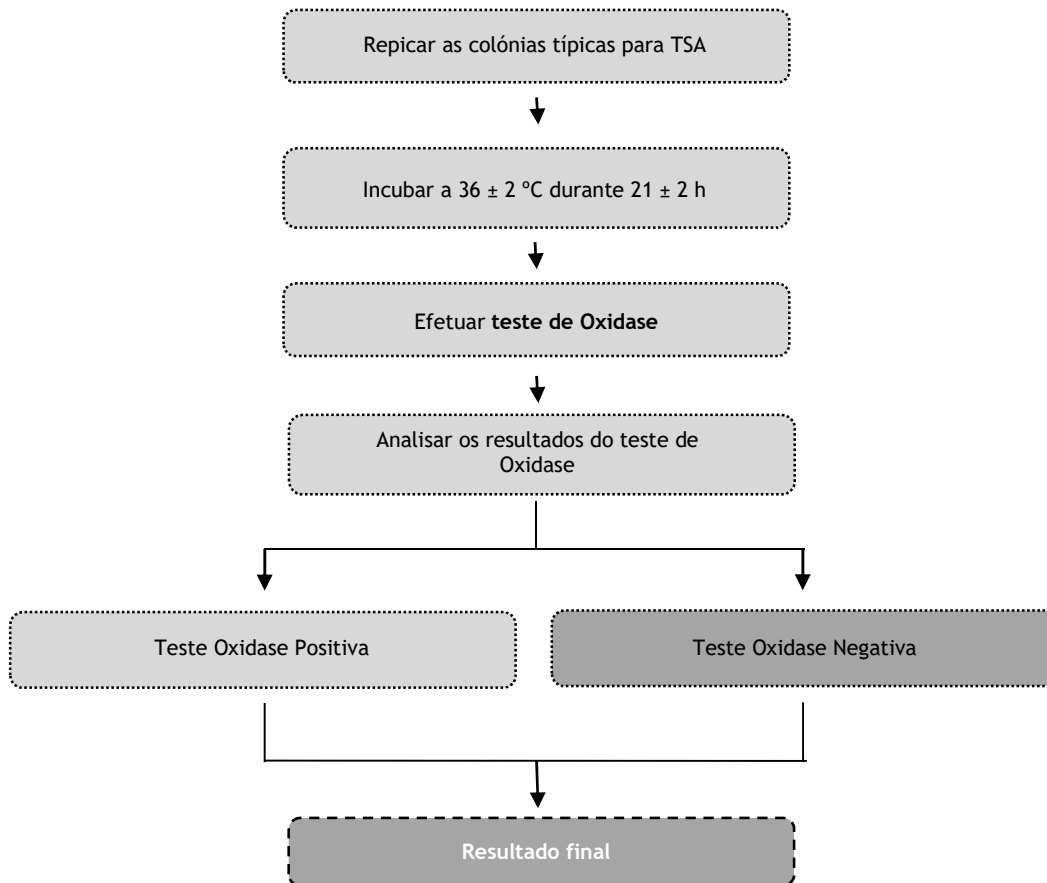 Repicar as colónias típicas para TSA
Incubar a 36 ± 2 ºC durante 21 ± 2 h
Efetuar teste de Oxidase
Analisar os resultados do teste de
Oxidase
Teste Oxidase Positiva
Teste Oxidase Negativa
Resultado final